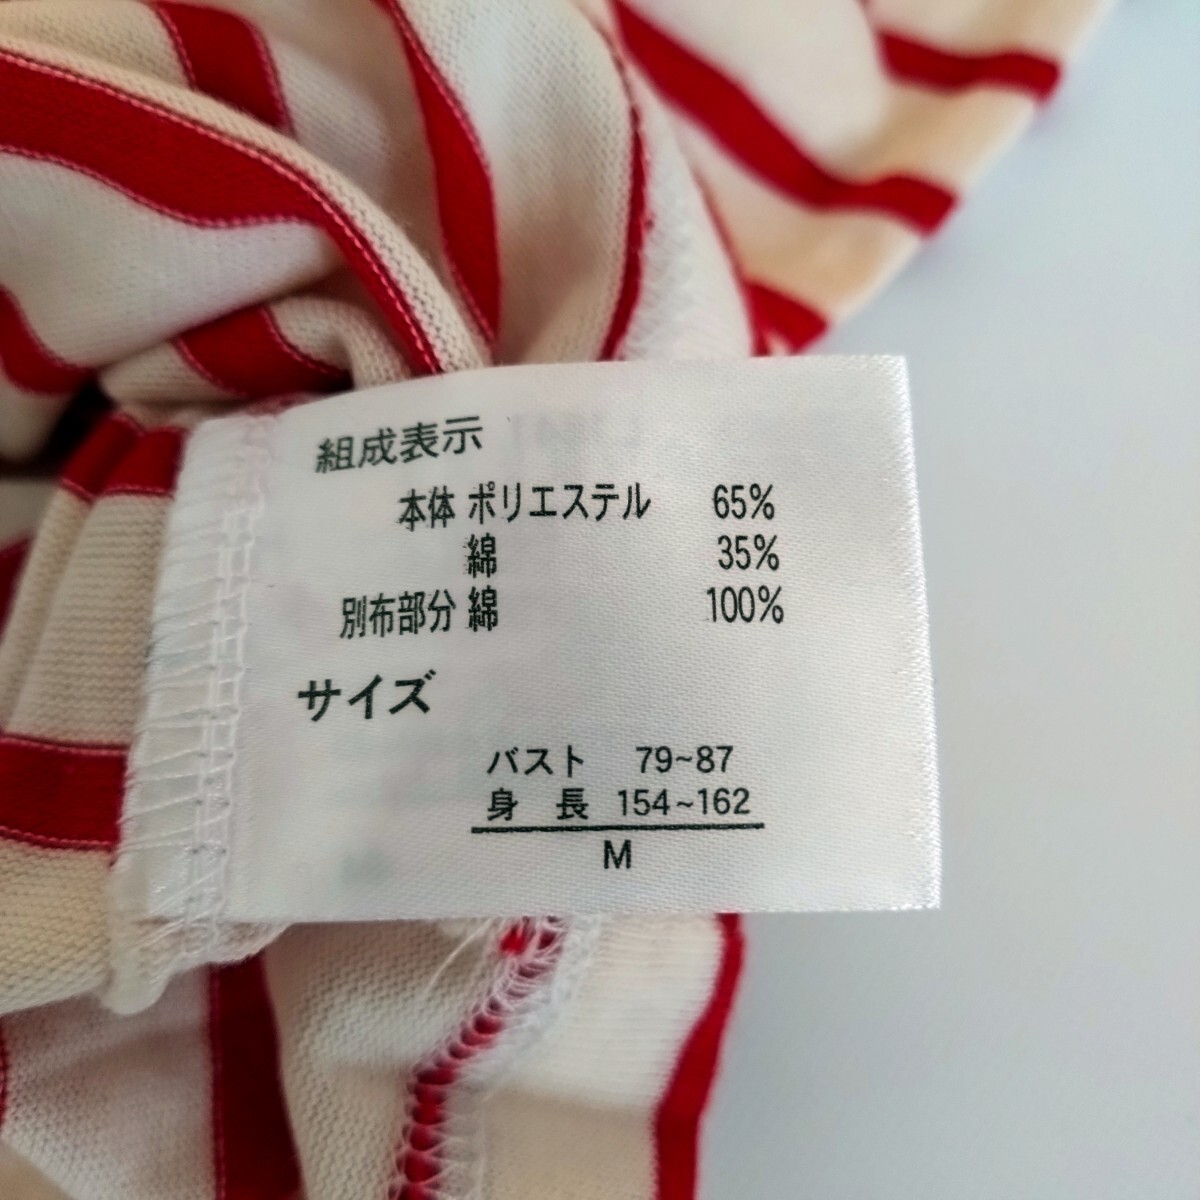 組成表示
本体 ポリエステル 65%
綿 35%
別布部分 綿 100%
サイズ
バスト 79~87
身長 154~162
M